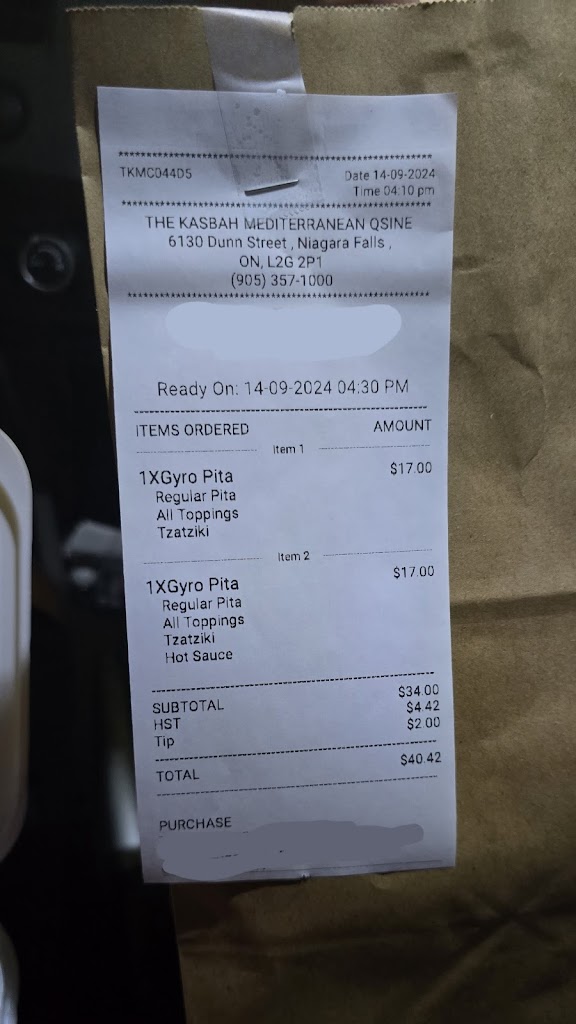 ********************************************
TKMC044D5 Date 14-09-2024
Time 04:10 pm
********************************************
THE KASBAH MEDITERRANEAN QSINE
6130 Dunn Street , Niagara Falls ,
ON, L2G 2P1
(905) 357-1000
********************************************
Ready On: 14-09-2024 04:30 PM
ITEMS ORDERED AMOUNT
Item 1
1XGyro Pita $17.00
Regular Pita
All Toppings
Tzatziki
Item 2
1XGyro Pita $17.00
Regular Pita
All Toppings
Tzatziki
Hot Sauce
SUBTOTAL $34.00
HST $4.42
Tip $2.00
TOTAL $40.42
PURCHASE